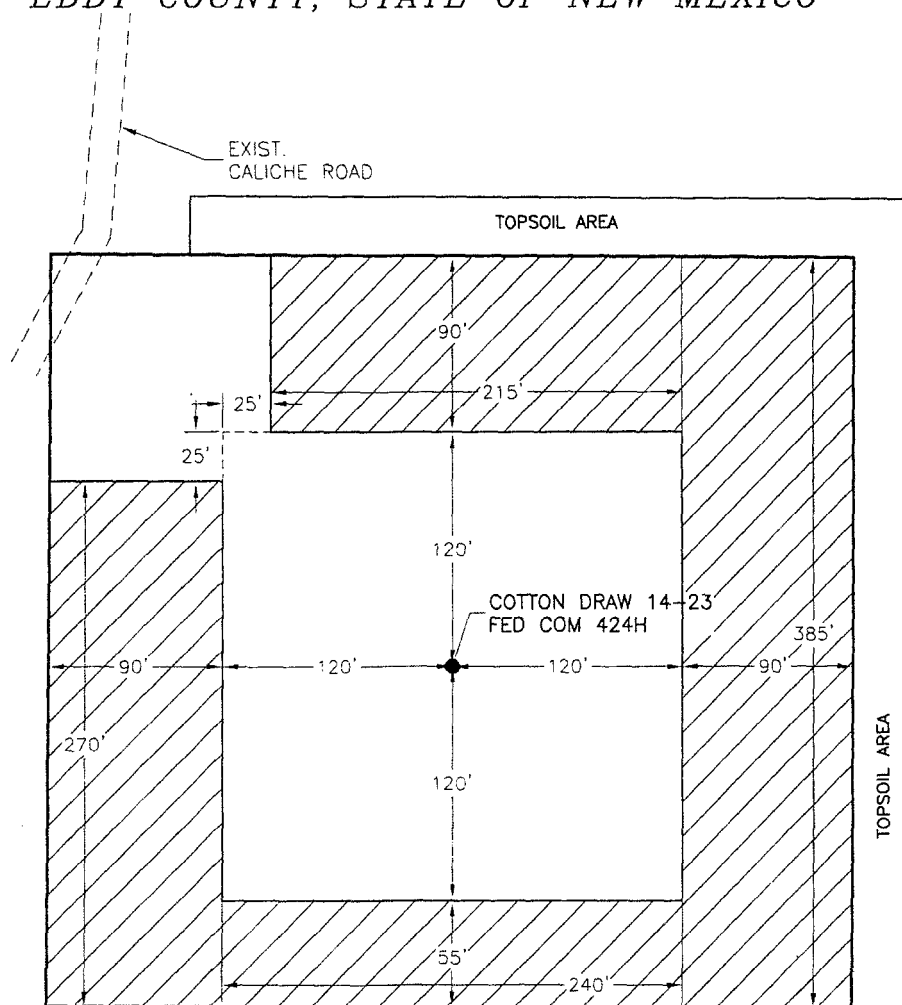 EDDY COUNTY, STATE OF NEW MEXICO
EXIST.
CALICHE ROAD
TOPSOIL AREA
90'
215'
25'
25'
120'
COTTON DRAW 14-23
FED COM 424H
385'
90'
120'
120'
90'
270'
120'
TOPSOIL AREA
55'
240'